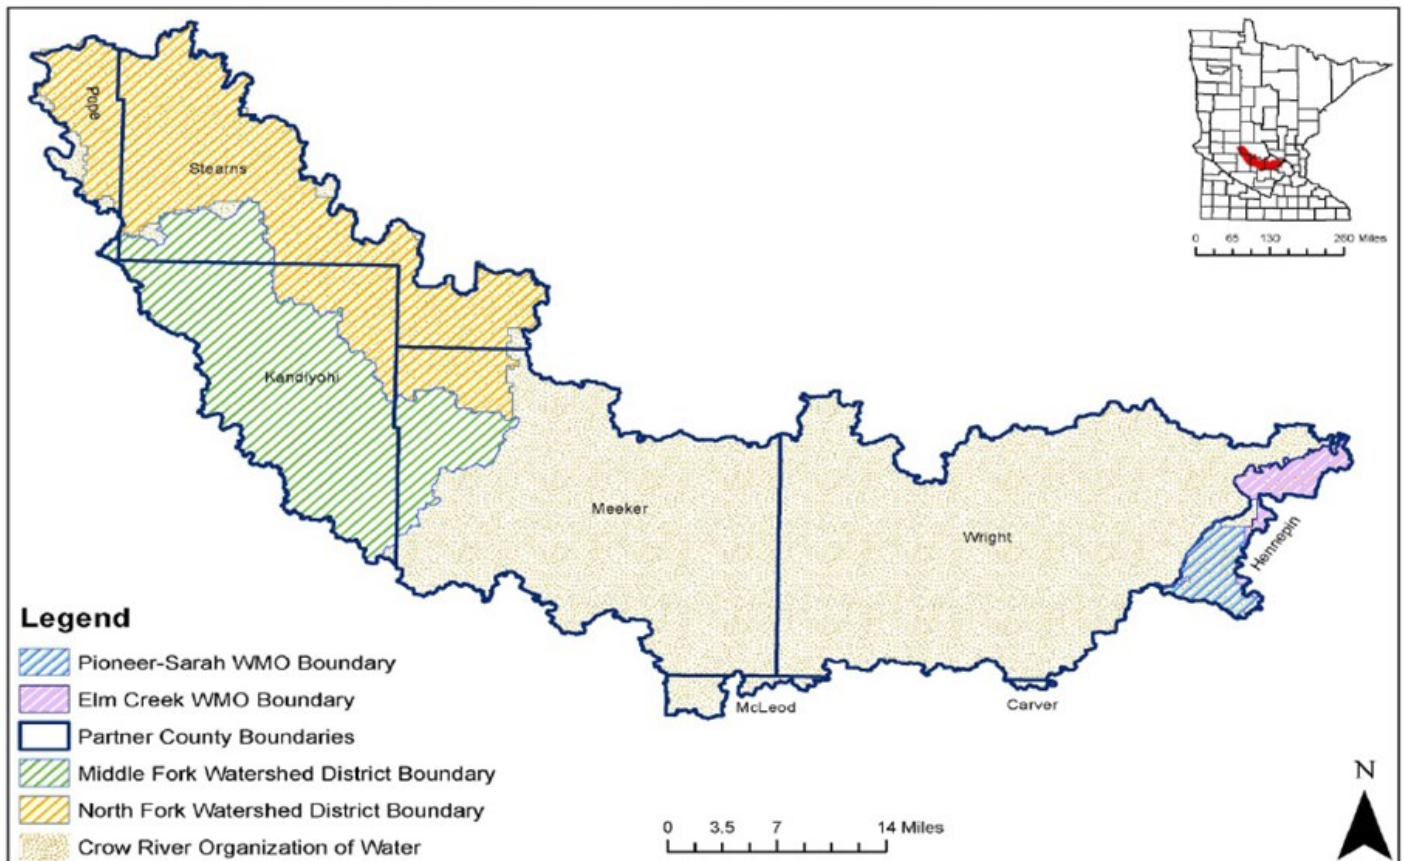 Pope
Stearns
0 65 130 260 Miles
Kandiyohi
Meeker
Wright
Hennepin
McLeod
Carver
Legend
Pioneer-Sarah WMO Boundary
Elm Creek WMO Boundary
Partner County Boundaries
Middle Fork Watershed District Boundary
North Fork Watershed District Boundary
Crow River Organization of Water
0 3.5 7 14 Miles
N